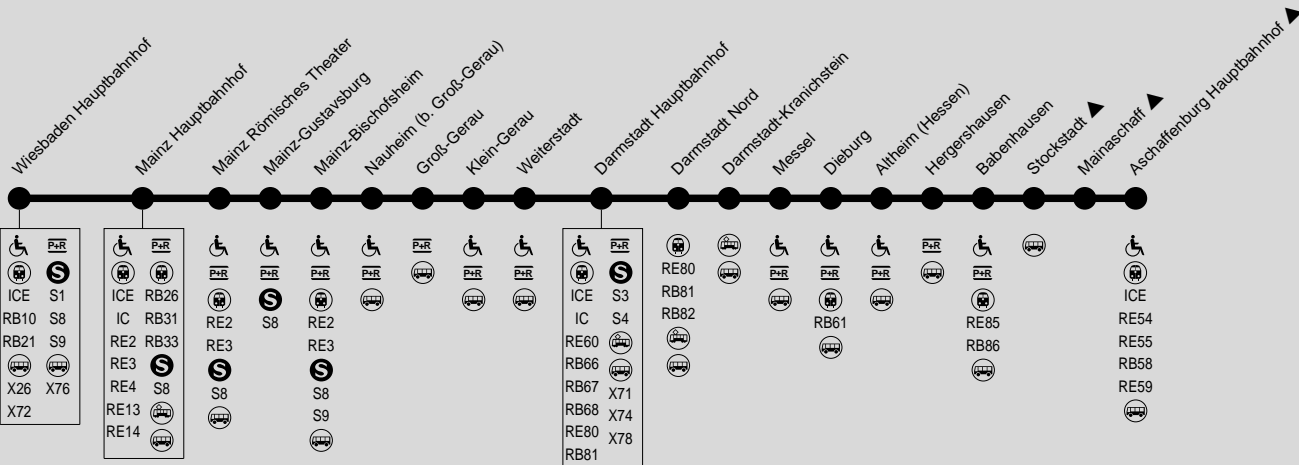 Wiesbaden Hauptbahnhof
Mainz Hauptbahnhof
Mainz Römisches Theater
Mainz-Gustavsburg
Mainz-Bischofsheim
Nauheim (b. Groß-Gerau)
Groß-Gerau
Klein-Gerau
Weiterstadt
Darmstadt Hauptbahnhof
Darmstadt Nord
Darmstadt-Kranichstein
Messel
Dieburg
Altheim (Hessen)
Hergershausen
Babenhausen
Stockstadt
Mainaschaff
Aschaffenburg Hauptbahnhof
ICE
RB10
RB21
X26
X72
P+R
S
S1
S8
S9
X76
ICE
IC
RE2
RE3
RE4
RE13
RE14
P+R
RB26
RB31
RB33
S
S8
P+R
RE2
RE3
S
S8
P+R
S
S8
P+R
RE2
RE3
S
S8
S9
P+R
P+R
P+R
P+R
ICE
IC
RE60
RB66
RB67
RB68
RE80
RB81
P+R
S
S3
S4
X71
X74
X78
RE80
RB81
RB82
P+R
P+R
RB61
P+R
P+R
P+R
RE85
RB86
ICE
RE54
RE55
RB58
RE59